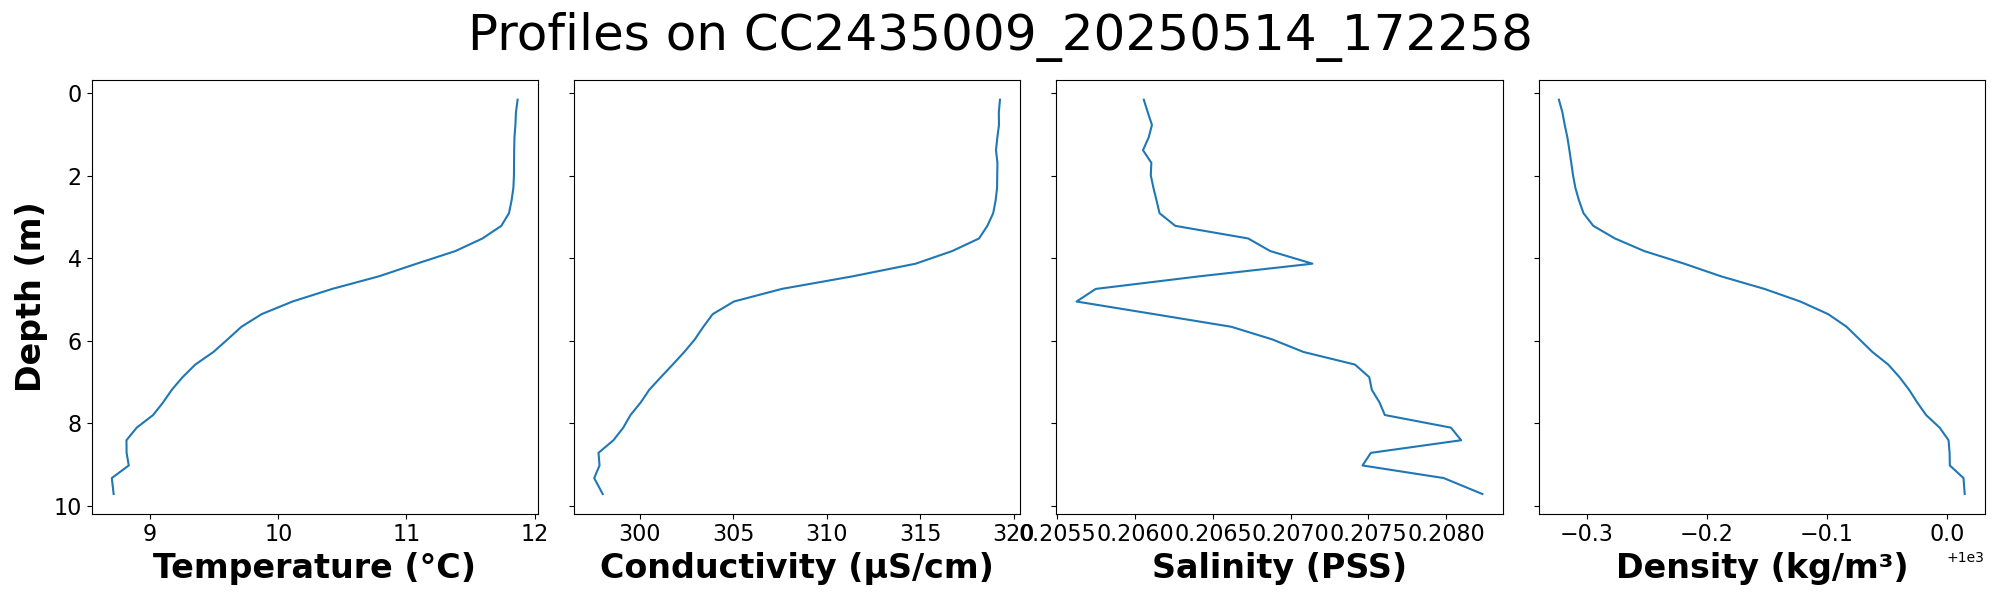 Profiles on CC2435009_20250514_172258
Depth (m)
0
2
4
6
8
10
9 10 11 12
Temperature (°C)
300 305 310 315 320
Conductivity (µS/cm)
0.2055 0.2060 0.2065 0.2070 0.2075 0.2080
Salinity (PSS)
−0.3 −0.2 −0.1 0.0
+1e3
Density (kg/m³)